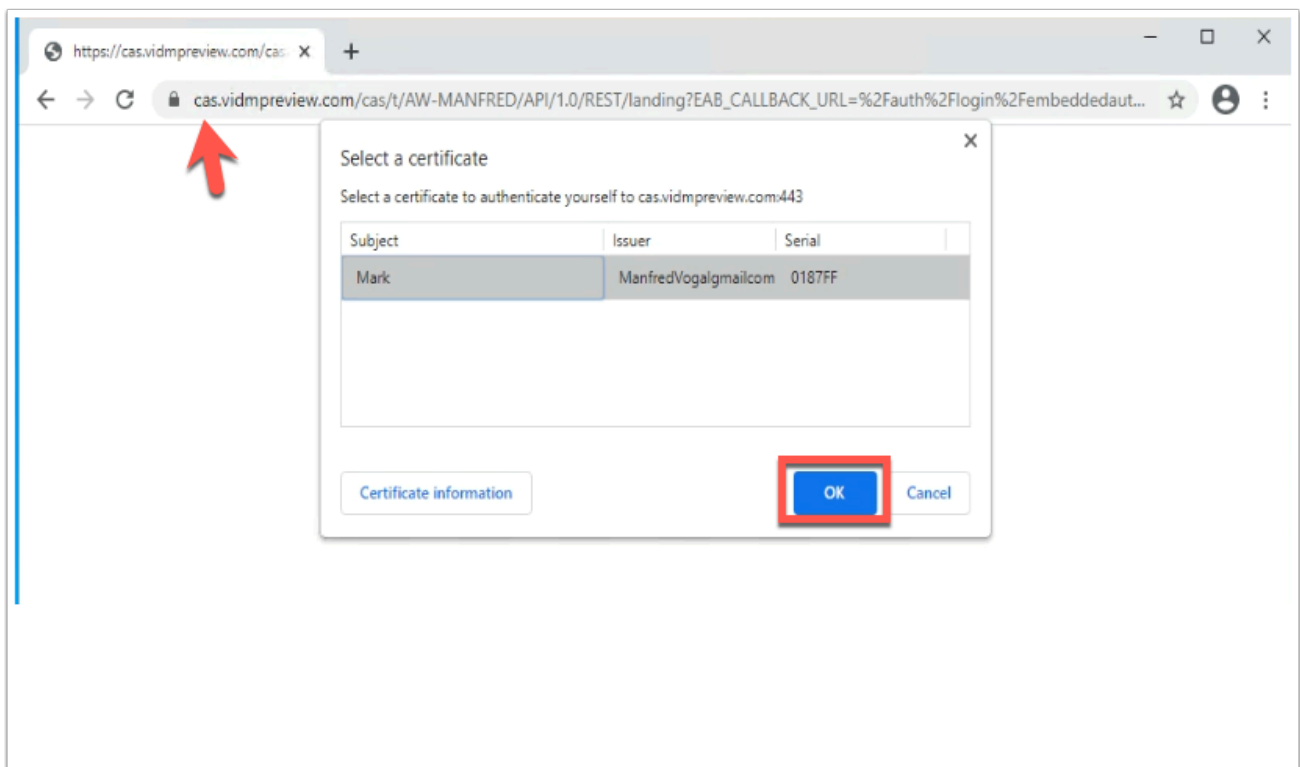 https://cas.vidmpreview.com/cas
cas.vidmpreview.com/cas/t/AW-MANFRED/API/1.0/REST/landing?EAB_CALLBACK_URL=%2Fauth%2Flogin%2Fembeddedaut...
Select a certificate
Select a certificate to authenticate yourself to cas.vidmpreview.com:443
Subject Issuer Serial
Mark ManfredVogalgmailcom 0187FF
Certificate information OK Cancel